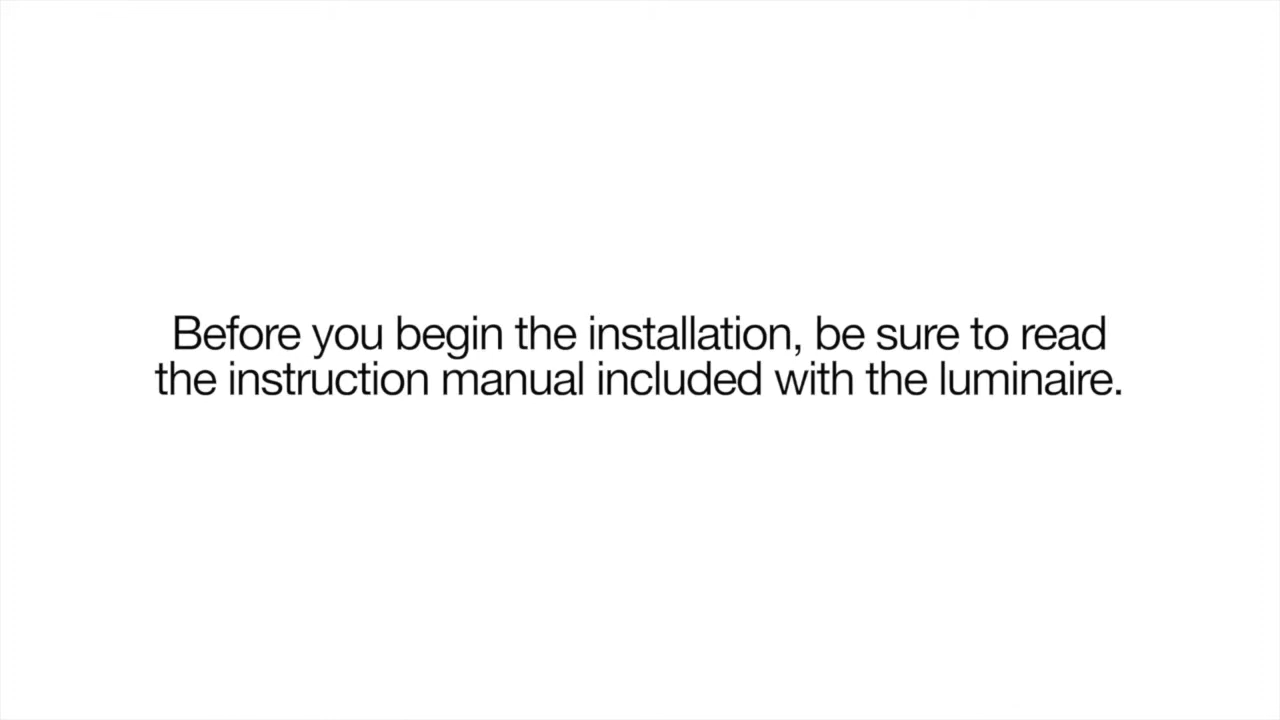 Before you begin the installation, be sure to read
the instruction manual included with the luminaire.